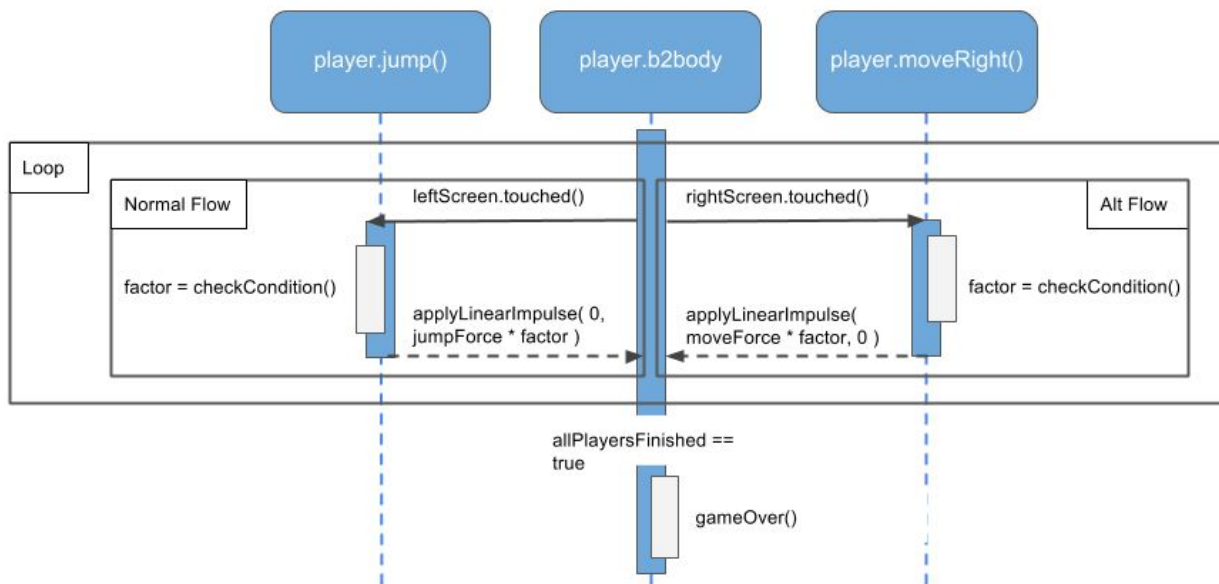 player.jump()
player.b2body
player.moveRight()
Loop
Normal Flow
leftScreen.touched()
rightScreen.touched()
Alt Flow
factor = checkCondition()
factor = checkCondition()
applyLinearImpulse( 0,
jumpForce * factor )
applyLinearImpulse(
moveForce * factor, 0 )
allPlayersFinished ==
true
gameOver()